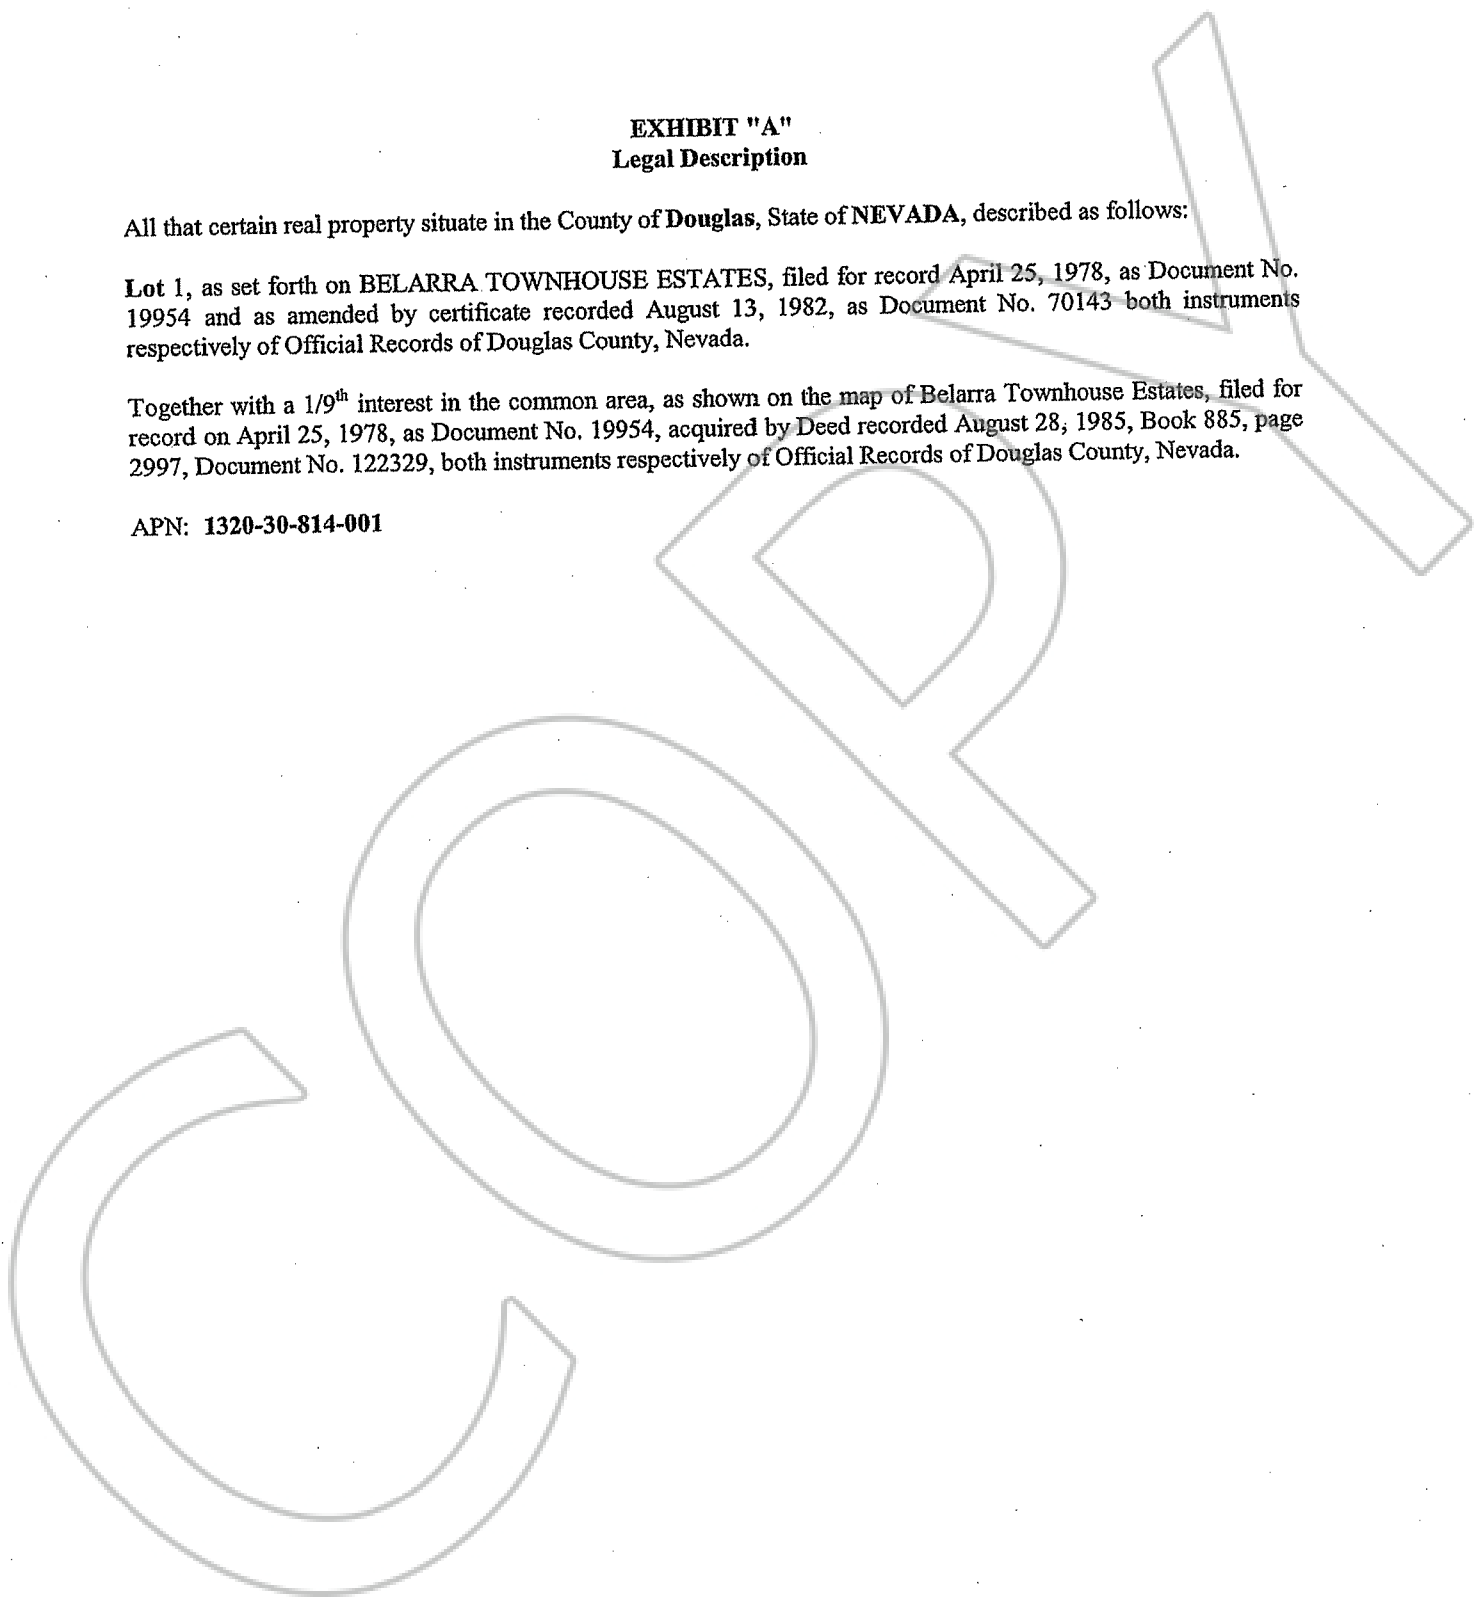 EXHIBIT "A"
Legal Description
All that certain real property situate in the County of Douglas, State of NEVADA, described as follows:
Lot 1, as set forth on BELARRA TOWNHOUSE ESTATES, filed for record April 25, 1978, as Document No.
19954 and as amended by certificate recorded August 13, 1982, as Document No. 70143 both instruments
respectively of Official Records of Douglas County, Nevada.
Together with a 1/9th interest in the common area, as shown on the map of Belarra Townhouse Estates, filed for
record on April 25, 1978, as Document No. 19954, acquired by Deed recorded August 28, 1985, Book 885, page
2997, Document No. 122329, both instruments respectively of Official Records of Douglas County, Nevada.
APN: 1320-30-814-001
COPY